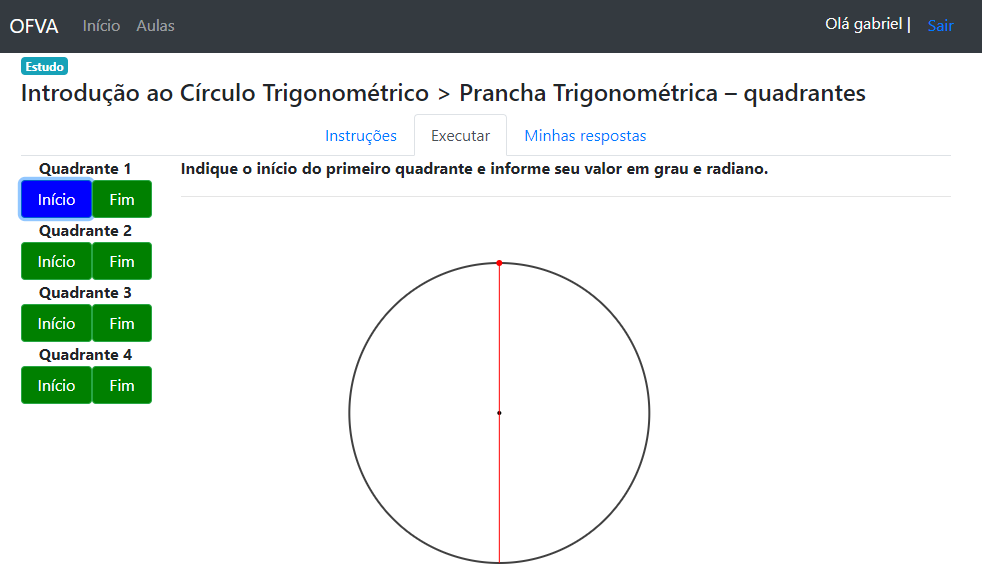 OFVA Início Aulas Olá gabriel | Sair
Estudo
Introdução ao Círculo Trigonométrico > Prancha Trigonométrica – quadrantes
Instruções Executar Minhas respostas
Quadrante 1
Início Fim
Quadrante 2
Início Fim
Quadrante 3
Início Fim
Quadrante 4
Início Fim
Indique o início do primeiro quadrante e informe seu valor em grau e radiano.